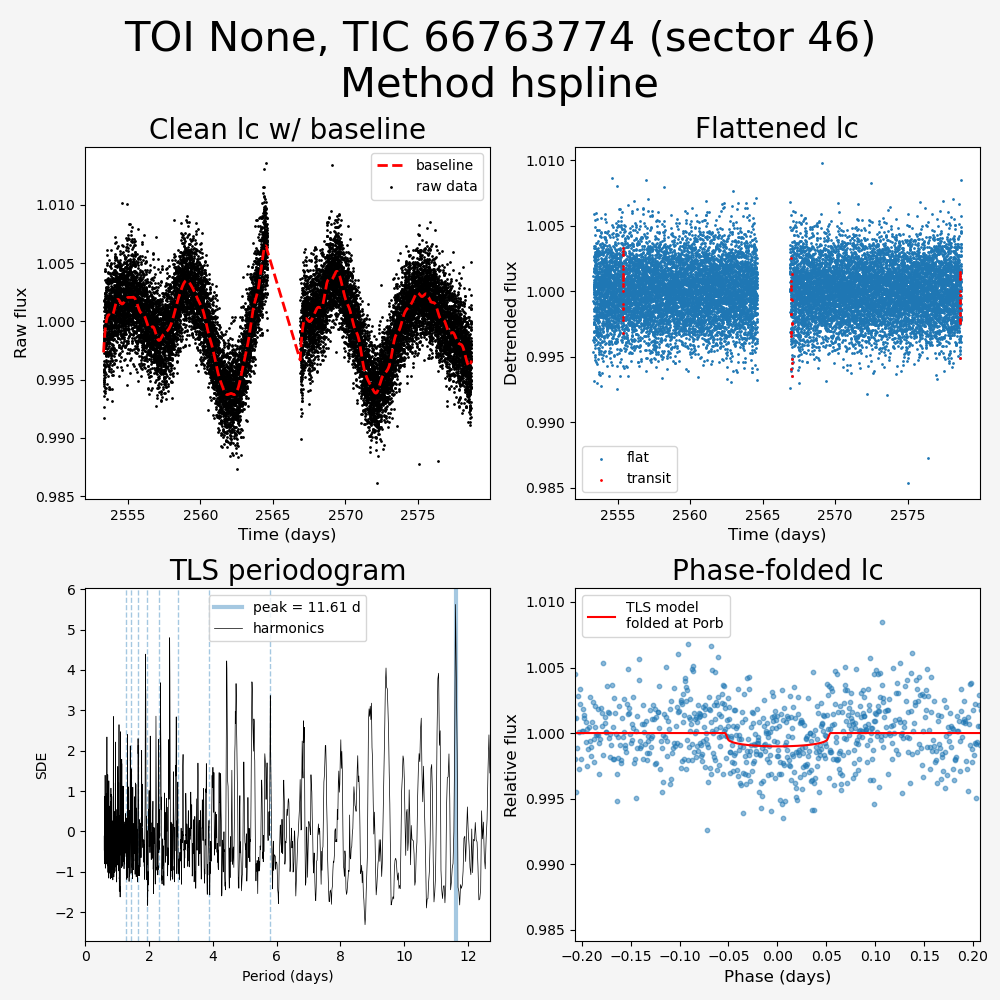 TOI None, TIC 66763774 (sector 46)
Method hspline
Clean lc w/ baseline
Flattened lc
baseline
raw data
Raw flux
1.010
1.005
1.000
0.995
0.990
0.985
2555
2560
2565
2570
2575
Time (days)
Detrended flux
1.010
1.005
1.000
0.995
0.990
0.985
flat
transit
2555
2560
2565
2570
2575
Time (days)
TLS periodogram
Phase-folded lc
peak = 11.61 d
harmonics
SDE
6
5
4
3
2
1
0
−1
−2
0
2
4
6
8
10
12
Period (days)
TLS model
folded at Porb
Relative flux
1.010
1.005
1.000
0.995
0.990
0.985
−0.20
−0.15
−0.10
−0.05
0.00
0.05
0.10
0.15
0.20
Phase (days)